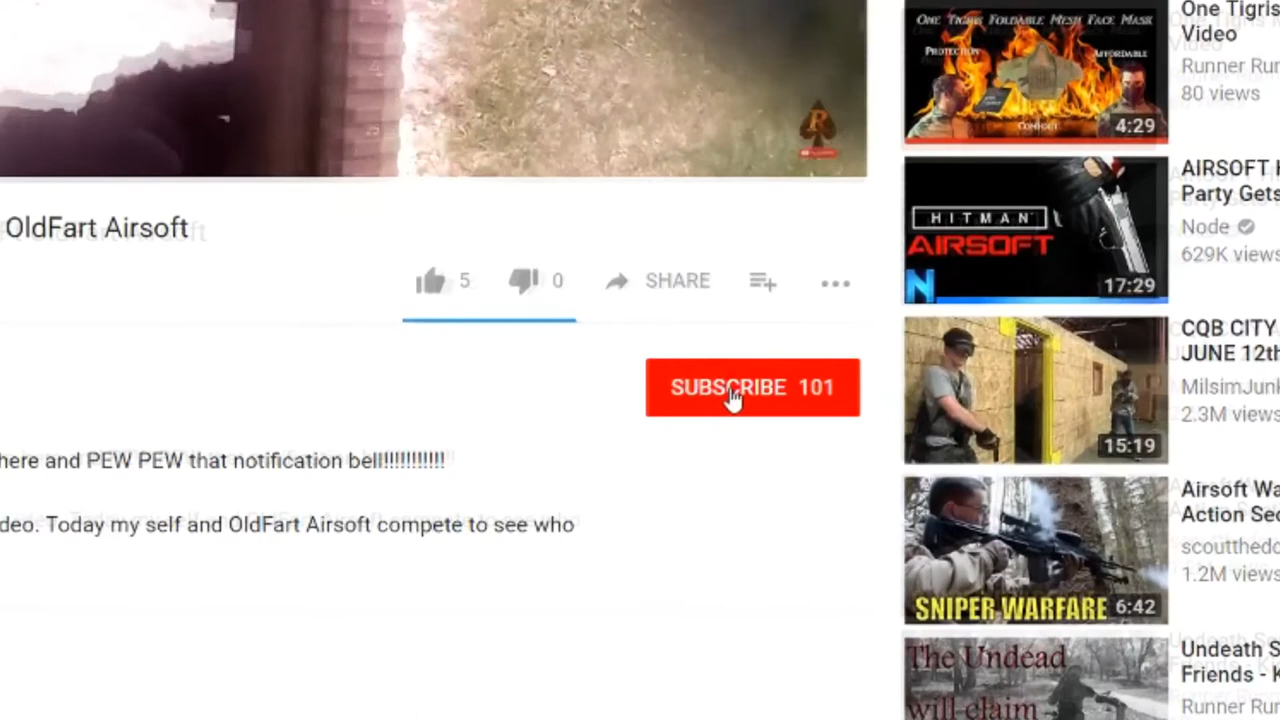 OldFart Airsoft
5
0
SHARE
SUBSCRIBE 101
here and PEW PEW that notification bell!!!!!!!!!!!
deo. Today my self and OldFart Airsoft compete to see who
ONE TIGRIS FOLDABLE MESH FACE MASK
PROTECTION
AFFORDABLE
COMFORT
4:29
One Tigris
Video
Runner Run
80 views
HITMAN
AIRSOFT
N
17:29
AIRSOFT H
Party Gets
Node
629K views
15:19
CQB CITY
JUNE 12th
MilsimJunk
2.3M views
SNIPER WARFARE
6:42
Airsoft Wa
Action Sec
scoutthedo
1.2M views
The Undead
will claim
Undeath S
Friends - K
Runner Run